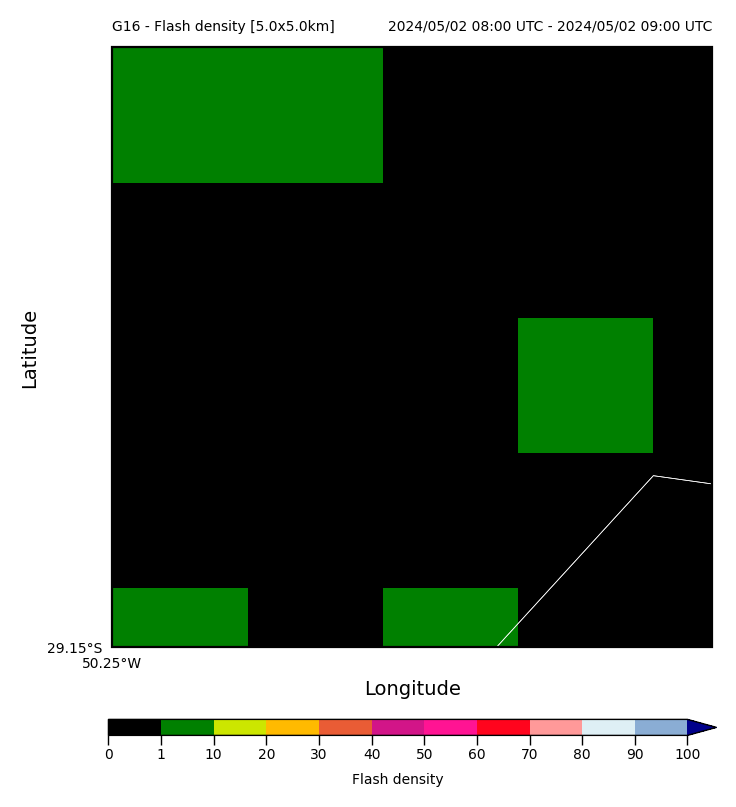 G16 - Flash density [5.0x5.0km] 2024/05/02 08:00 UTC - 2024/05/02 09:00 UTC
Latitude
29.15°S
50.25°W
Longitude
0 1 10 20 30 40 50 60 70 80 90 100
Flash density